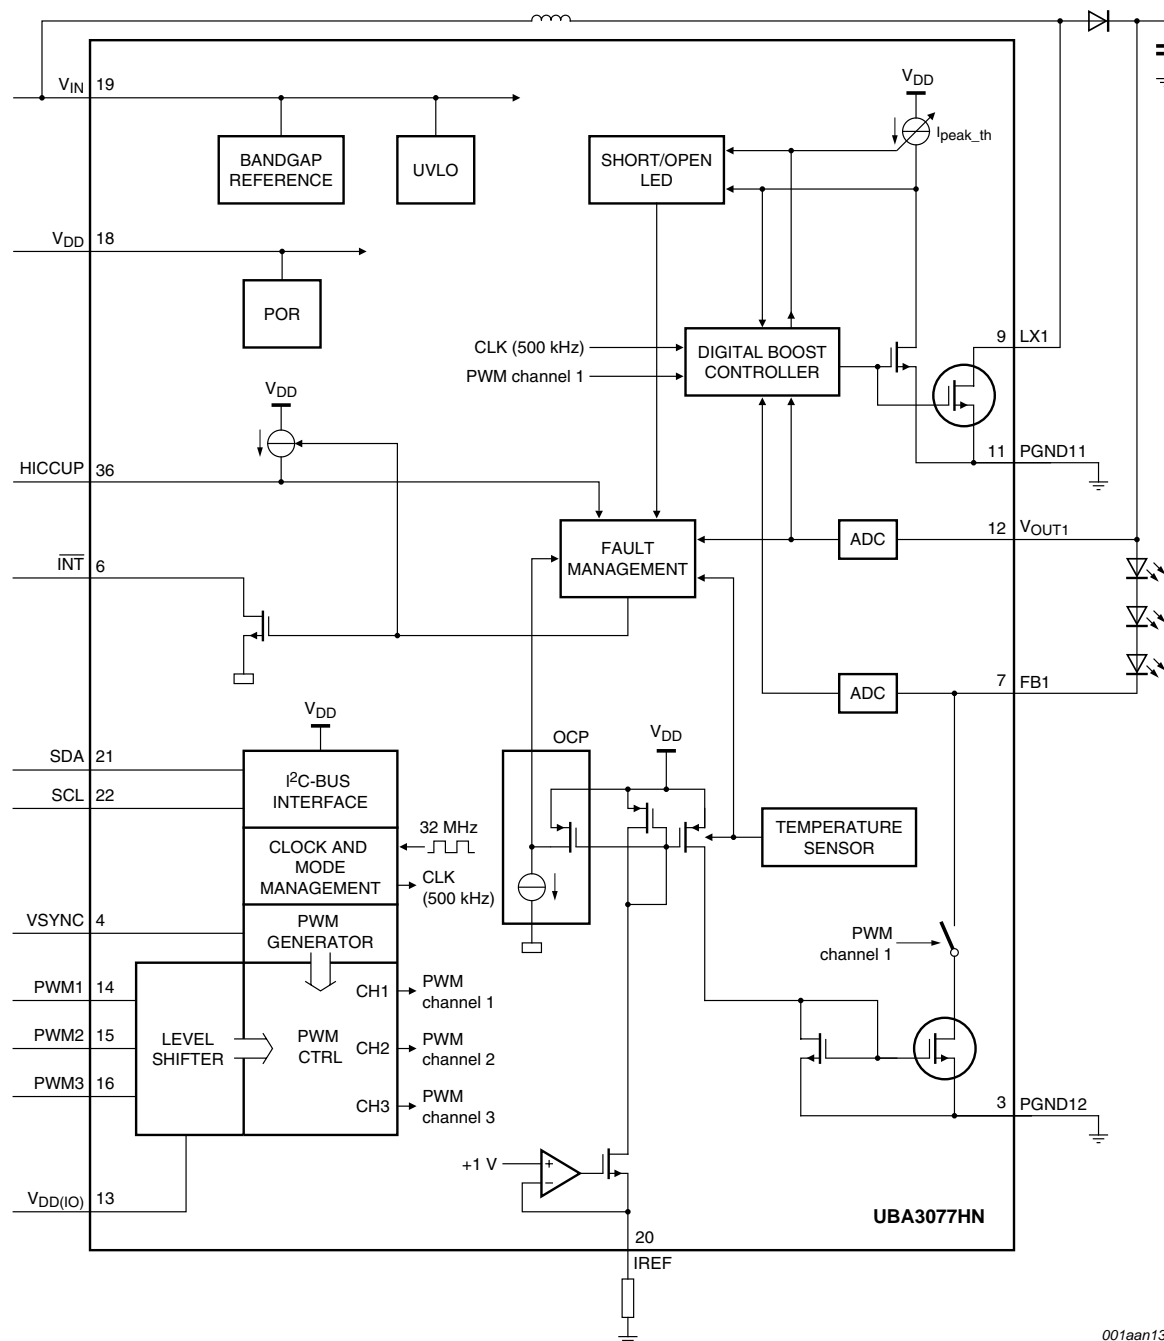 VIN 19
VDD
Ipeak_th
BANDGAP
REFERENCE
UVLO
SHORT/OPEN
LED
VDD 18
POR
CLK (500 kHz)
PWM channel 1
DIGITAL BOOST
CONTROLLER
9 LX1
VDD
11 PGND11
HICCUP 36
FAULT
MANAGEMENT
ADC
12 VOUT1
INT 6
ADC
7 FB1
VDD
SDA 21
SCL 22
I2C-BUS
INTERFACE
OCP
VDD
TEMPERATURE
SENSOR
CLOCK AND
MODE
MANAGEMENT
32 MHz
CLK
(500 kHz)
VSYNC 4
PWM
GENERATOR
PWM
channel 1
PWM1 14
PWM2 15
PWM3 16
LEVEL
SHIFTER
PWM
CTRL
CH1
PWM
channel 1
CH2
PWM
channel 2
CH3
PWM
channel 3
3 PGND12
+1 V
+
−
VDD(IO) 13
UBA3077HN
20
IREF